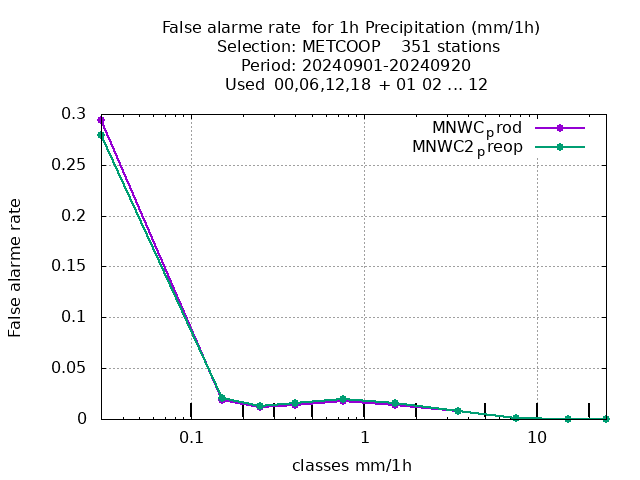 False alarme rate  for 1h Precipitation (mm/1h)
Selection: METCOOP    351 stations
Period: 20240901-20240920
Used  00,06,12,18 + 01 02 ... 12
MNWCprod
MNWC2preop
0.3
0.25
0.2
0.15
0.1
0.05
0
False alarme rate
0.1
1
10
classes mm/1h